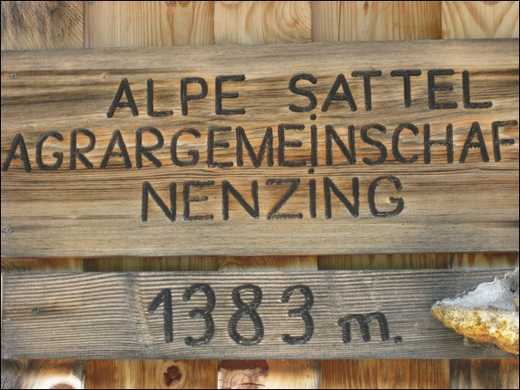 ALPE SATTEL
AGRARGEMEiNSCHAF
NENZiNG
1383 m.